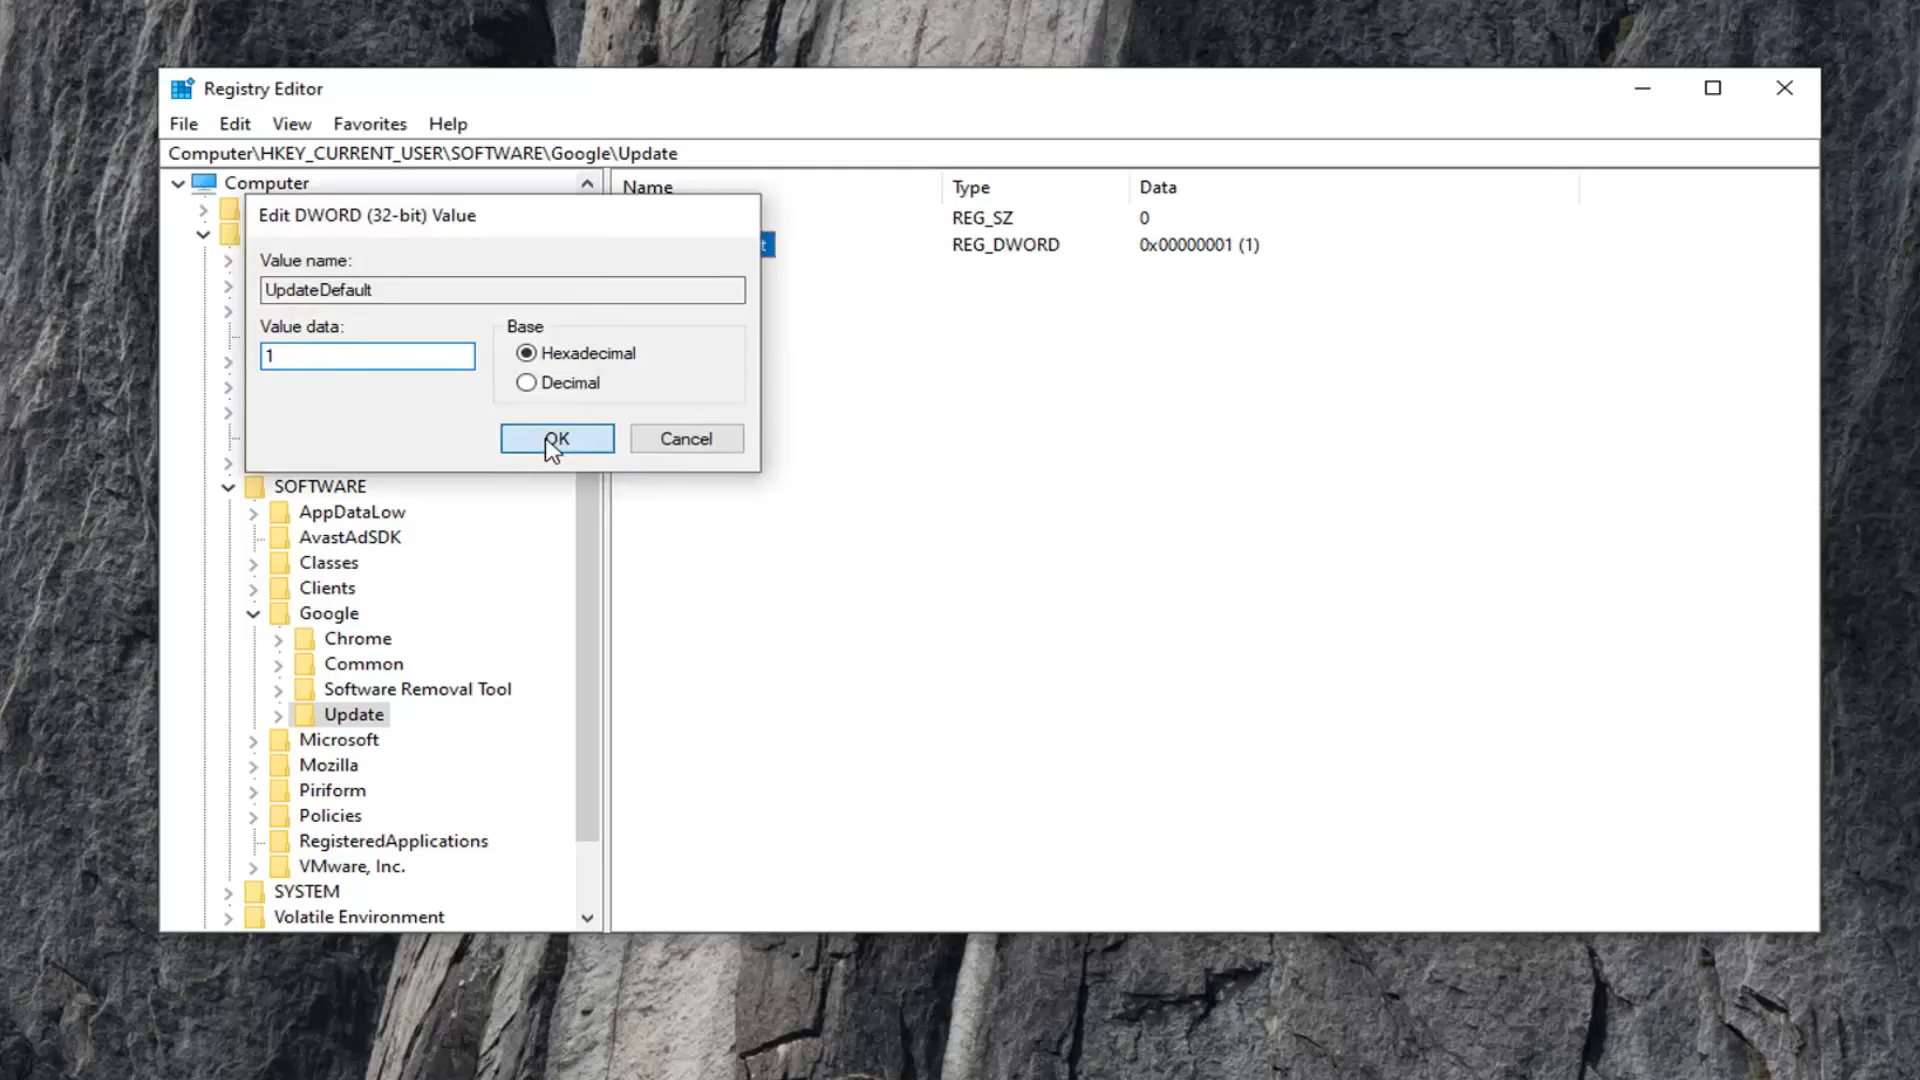 Registry Editor
File Edit View Favorites Help
Computer\HKEY_CURRENT_USER\SOFTWARE\Google\Update
Computer
Name Type Data
REG_SZ 0
REG_DWORD 0x00000001 (1)
t
Edit DWORD (32-bit) Value
Value name:
UpdateDefault
Value data:
1
Base
Hexadecimal
Decimal
OK Cancel
SOFTWARE
AppDataLow
AvastAdSDK
Classes
Clients
Google
Chrome
Common
Software Removal Tool
Update
Microsoft
Mozilla
Piriform
Policies
RegisteredApplications
VMware, Inc.
SYSTEM
Volatile Environment